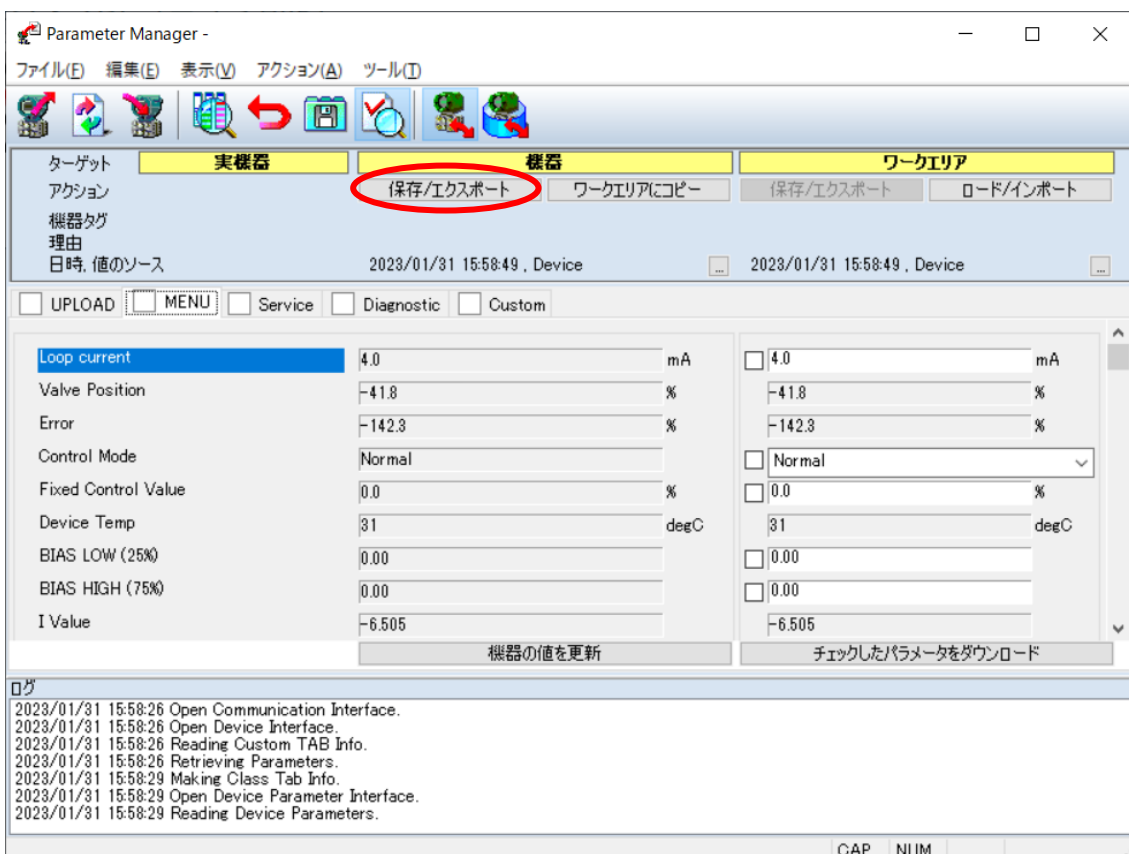 Parameter Manager -
ファイル(F) 編集(E) 表示(V) アクション(A) ツール(T)
ターゲット 実機器 機器 ワークエリア
アクション 保存/エクスポート ワークエリアにコピー 保存/エクスポート ロード/インポート
機器タグ
理由
日時, 値のソース 2023/01/31 15:58:49 , Device ... 2023/01/31 15:58:49 , Device ...
UPLOAD MENU Service Diagnostic Custom
Loop current 4.0 mA 4.0 mA
Valve Position -41.8 % -41.8 %
Error -142.3 % -142.3 %
Control Mode Normal Normal
Fixed Control Value 0.0 % 0.0 %
Device Temp 31 degC 31 degC
BIAS LOW (25%) 0.00 0.00
BIAS HIGH (75%) 0.00 0.00
I Value -6.505 -6.505
機器の値を更新 チェックしたパラメータをダウンロード
ログ
2023/01/31 15:58:26 Open Communication Interface.
2023/01/31 15:58:26 Open Device Interface.
2023/01/31 15:58:26 Reading Custom TAB Info.
2023/01/31 15:58:26 Retrieving Parameters.
2023/01/31 15:58:29 Making Class Tab Info.
2023/01/31 15:58:29 Open Device Parameter Interface.
2023/01/31 15:58:29 Reading Device Parameters.
CAP NUM